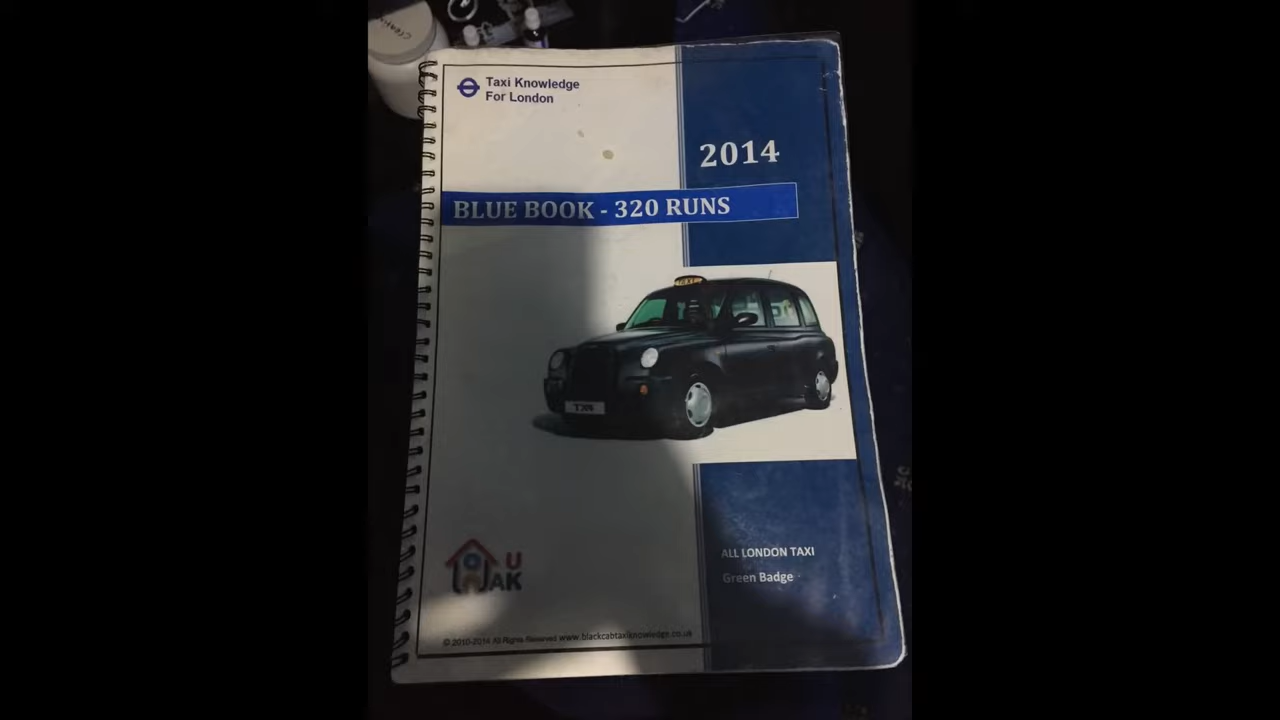 Taxi Knowledge
For London
2014
BLUE BOOK - 320 RUNS
TAXI
U
AK
ALL LONDON TAXI
Green Badge
© 2010-2014 All Rights Reserved www.blackcabtaxiknowledge.co.uk